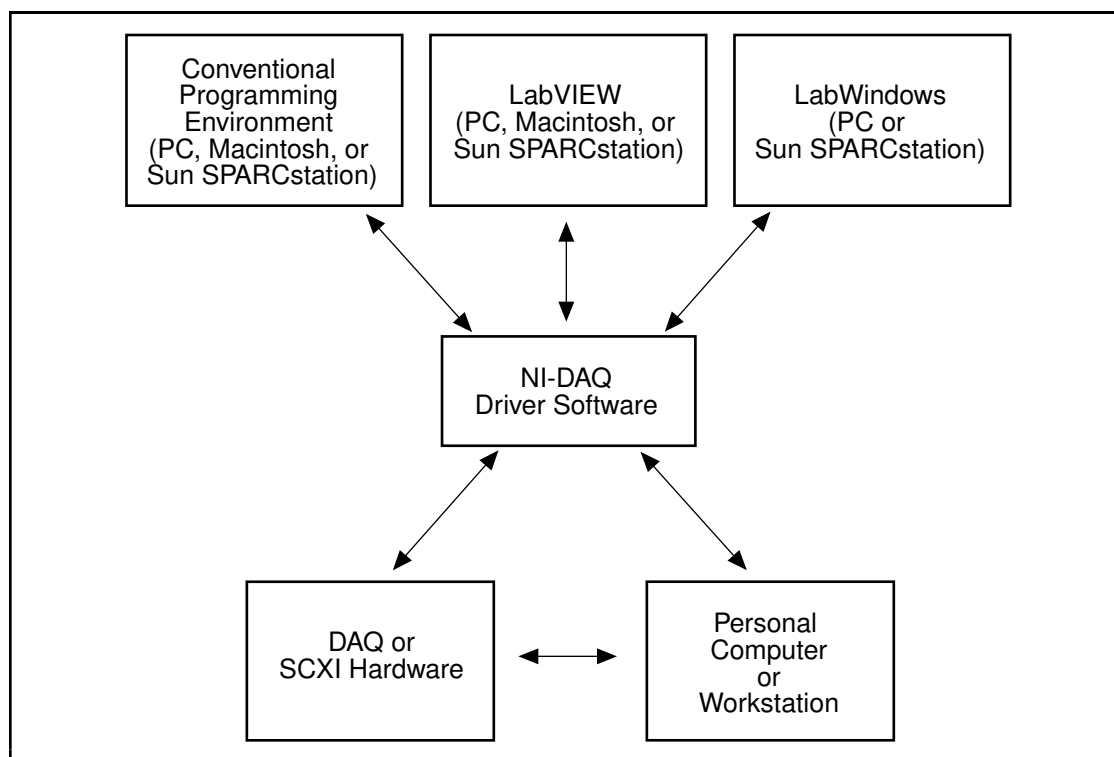 Conventional
Programming
Environment
(PC, Macintosh, or
Sun SPARCstation)
LabVIEW
(PC, Macintosh, or
Sun SPARCstation)
LabWindows
(PC or
Sun SPARCstation)
NI-DAQ
Driver Software
DAQ or
SCXI Hardware
Personal
Computer
or
Workstation